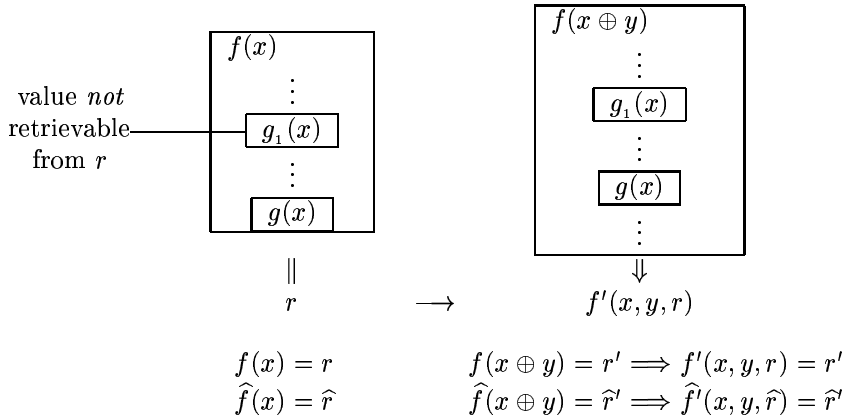 f(x)
⋮
value not
retrievable
from r
g₁(x)
⋮
g(x)
||
r
⟶
f(x ⊕ y)
⋮
g₁(x)
⋮
g(x)
⋮
⇓
f′(x, y, r)
f(x) = r
f(x ⊕ y) = r′ ⟹ f′(x, y, r) = r′
f̂(x) = r̂
f̂(x ⊕ y) = r̂′ ⟹ f̂′(x, y, r̂) = r̂′